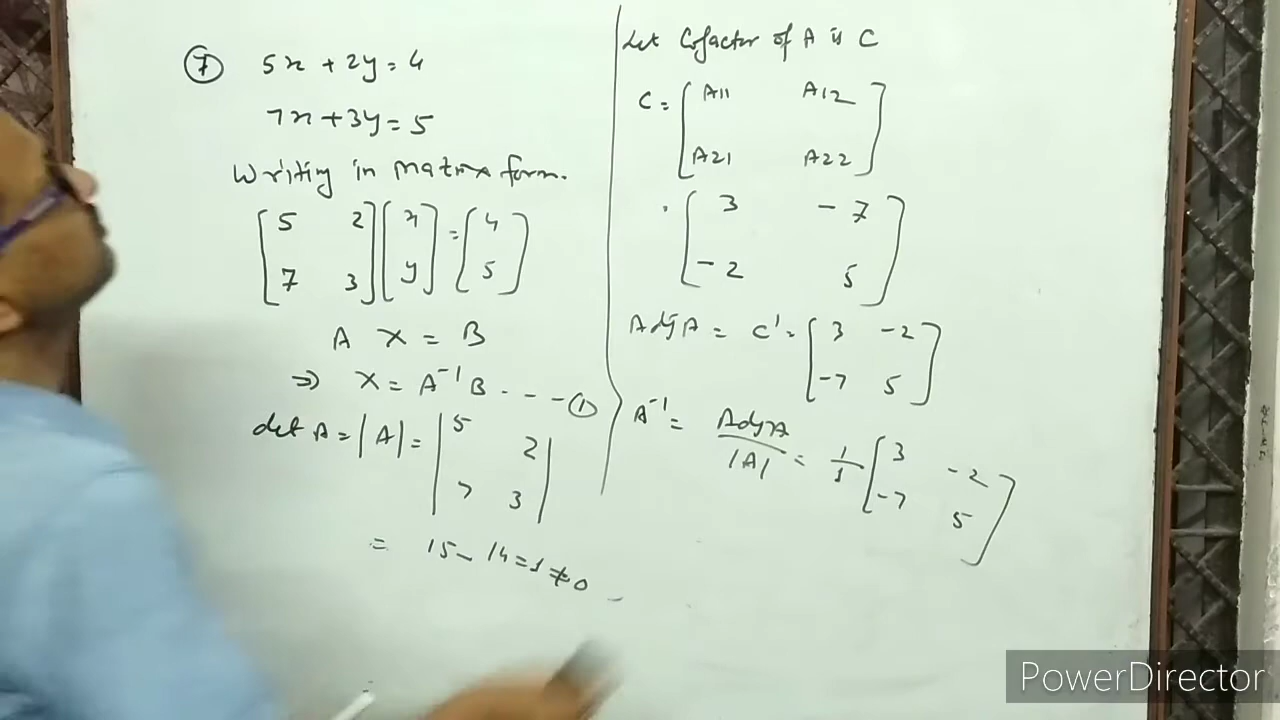 ⑦ 5x + 2y = 4
7x + 3y = 5
Writing in matrix form.
[5 2
7 3] [x
y] = [4
5]
A X = B
⇒ X = A⁻¹B - - - - ①
det A = |A| = |5 2
7 3|
= 15 - 14 = 1 ≠ 0
Let Cofactor of A is C
C = [A11 A12
A21 A22]
= [3 -7
-2 5]
Adj A = C' = [3 -2
-7 5]
A⁻¹ = Adj A / |A| = 1/1 [3 -2
-7 5]
PowerDirector